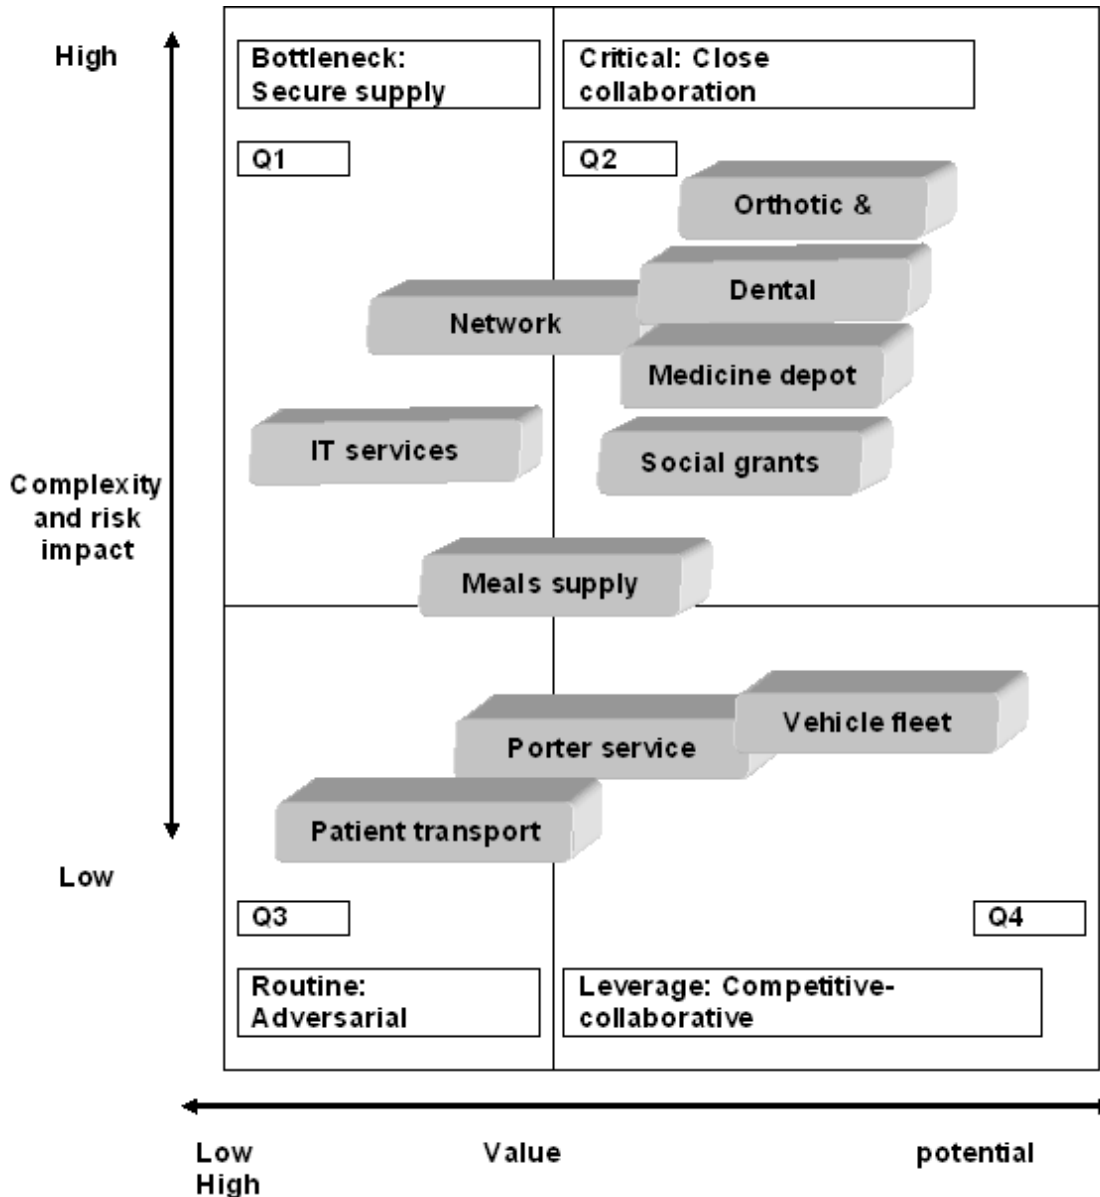 High
Bottleneck:
Secure supply
Critical: Close
collaboration
Q1
Q2
Orthotic &
Dental
Network
Medicine depot
IT services
Social grants
Complexity
and risk
impact
Meals supply
Vehicle fleet
Porter service
Patient transport
Low
Q3
Q4
Routine:
Adversarial
Leverage: Competitive-
collaborative
Low Value potential
High